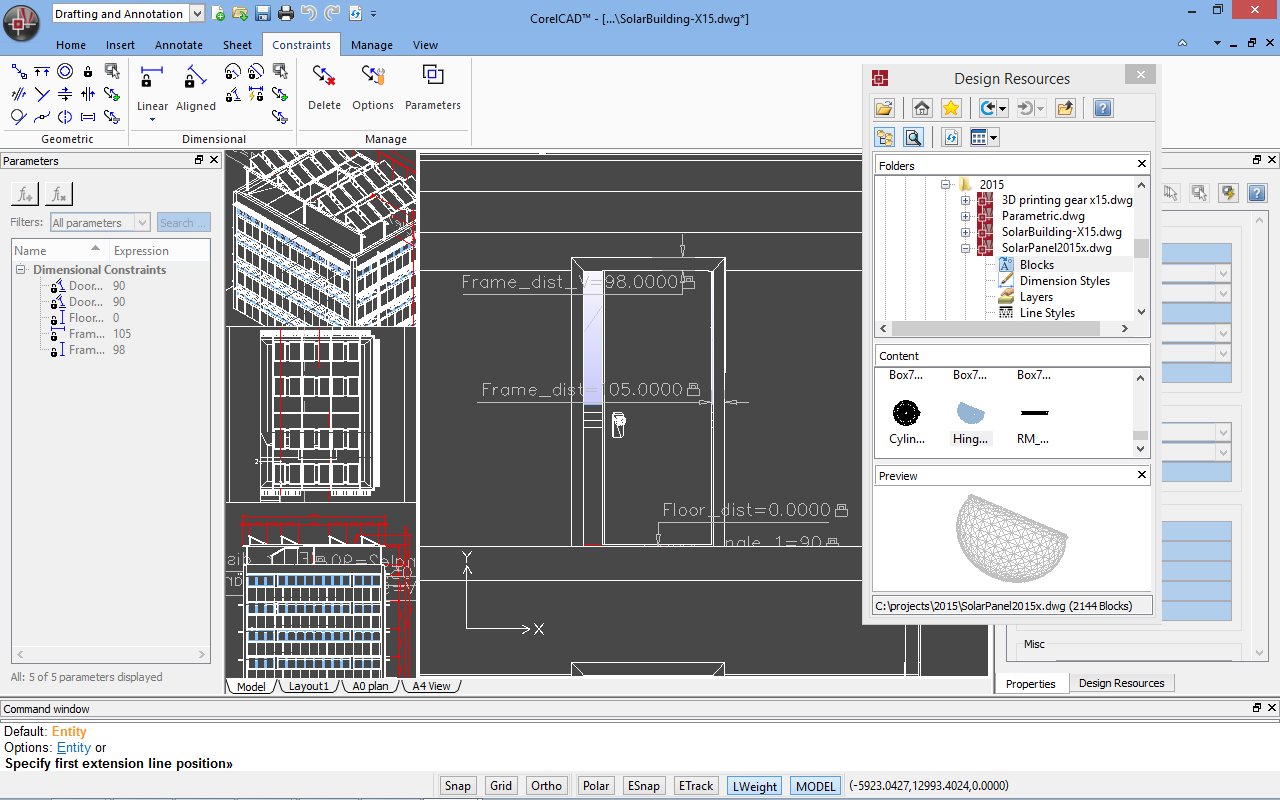 Drafting and Annotation
CorelCAD™ - [...\SolarBuilding-X15.dwg*]
Home Insert Annotate Sheet Constraints Manage View
Linear Aligned Delete Options Parameters
Geometric Dimensional Manage
Design Resources
Parameters
Filters: All parameters Search ...
Name Expression
Dimensional Constraints
Door... 90
Door... 90
Floor... 0
Fram... 105
Fram... 98
All: 5 of 5 parameters displayed
Frame_dist_V=98.0000
Frame_dist=105.0000
Floor_dist=0.0000
ngle_1=90
Y
X
2
Model Layout1 A0 plan A4 View
Folders
2015
3D printing gear x15.dwg
Parametric.dwg
SolarBuilding-X15.dwg
SolarPanel2015x.dwg
Blocks
Dimension Styles
Layers
Line Styles
Content
Box7... Box7... Box7...
Cylin... Hing... RM_...
Preview
C:\projects\2015\SolarPanel2015x.dwg (2144 Blocks)
Misc
Properties Design Resources
Command window
Default: Entity
Options: Entity or
Specify first extension line position»
Snap Grid Ortho Polar ESnap ETrack LWeight MODEL (-5923.0427,12993.4024,0.0000)